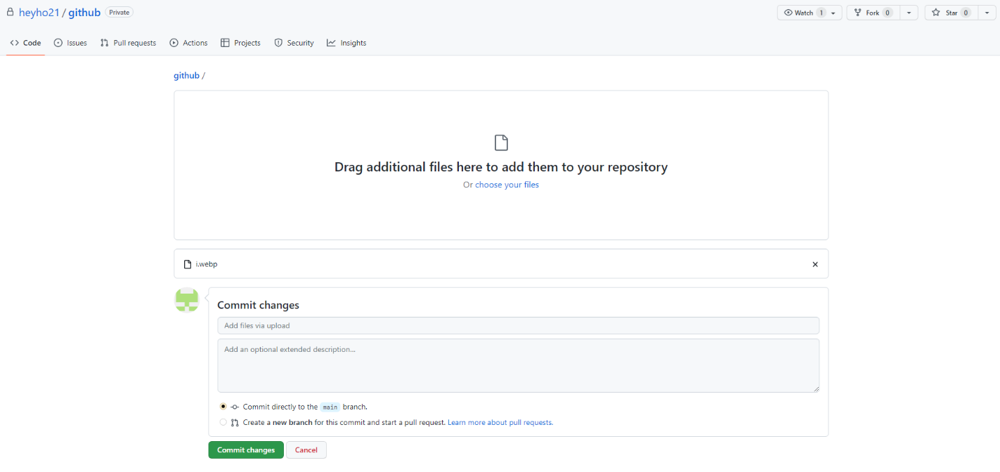 heyho21 / github Private Watch 1 Fork 0 Star 0
Code Issues Pull requests Actions Projects Security Insights
github /
Drag additional files here to add them to your repository
Or choose your files
i.webp
Commit changes
Add files via upload
Add an optional extended description...
Commit directly to the main branch.
Create a new branch for this commit and start a pull request. Learn more about pull requests.
Commit changes Cancel